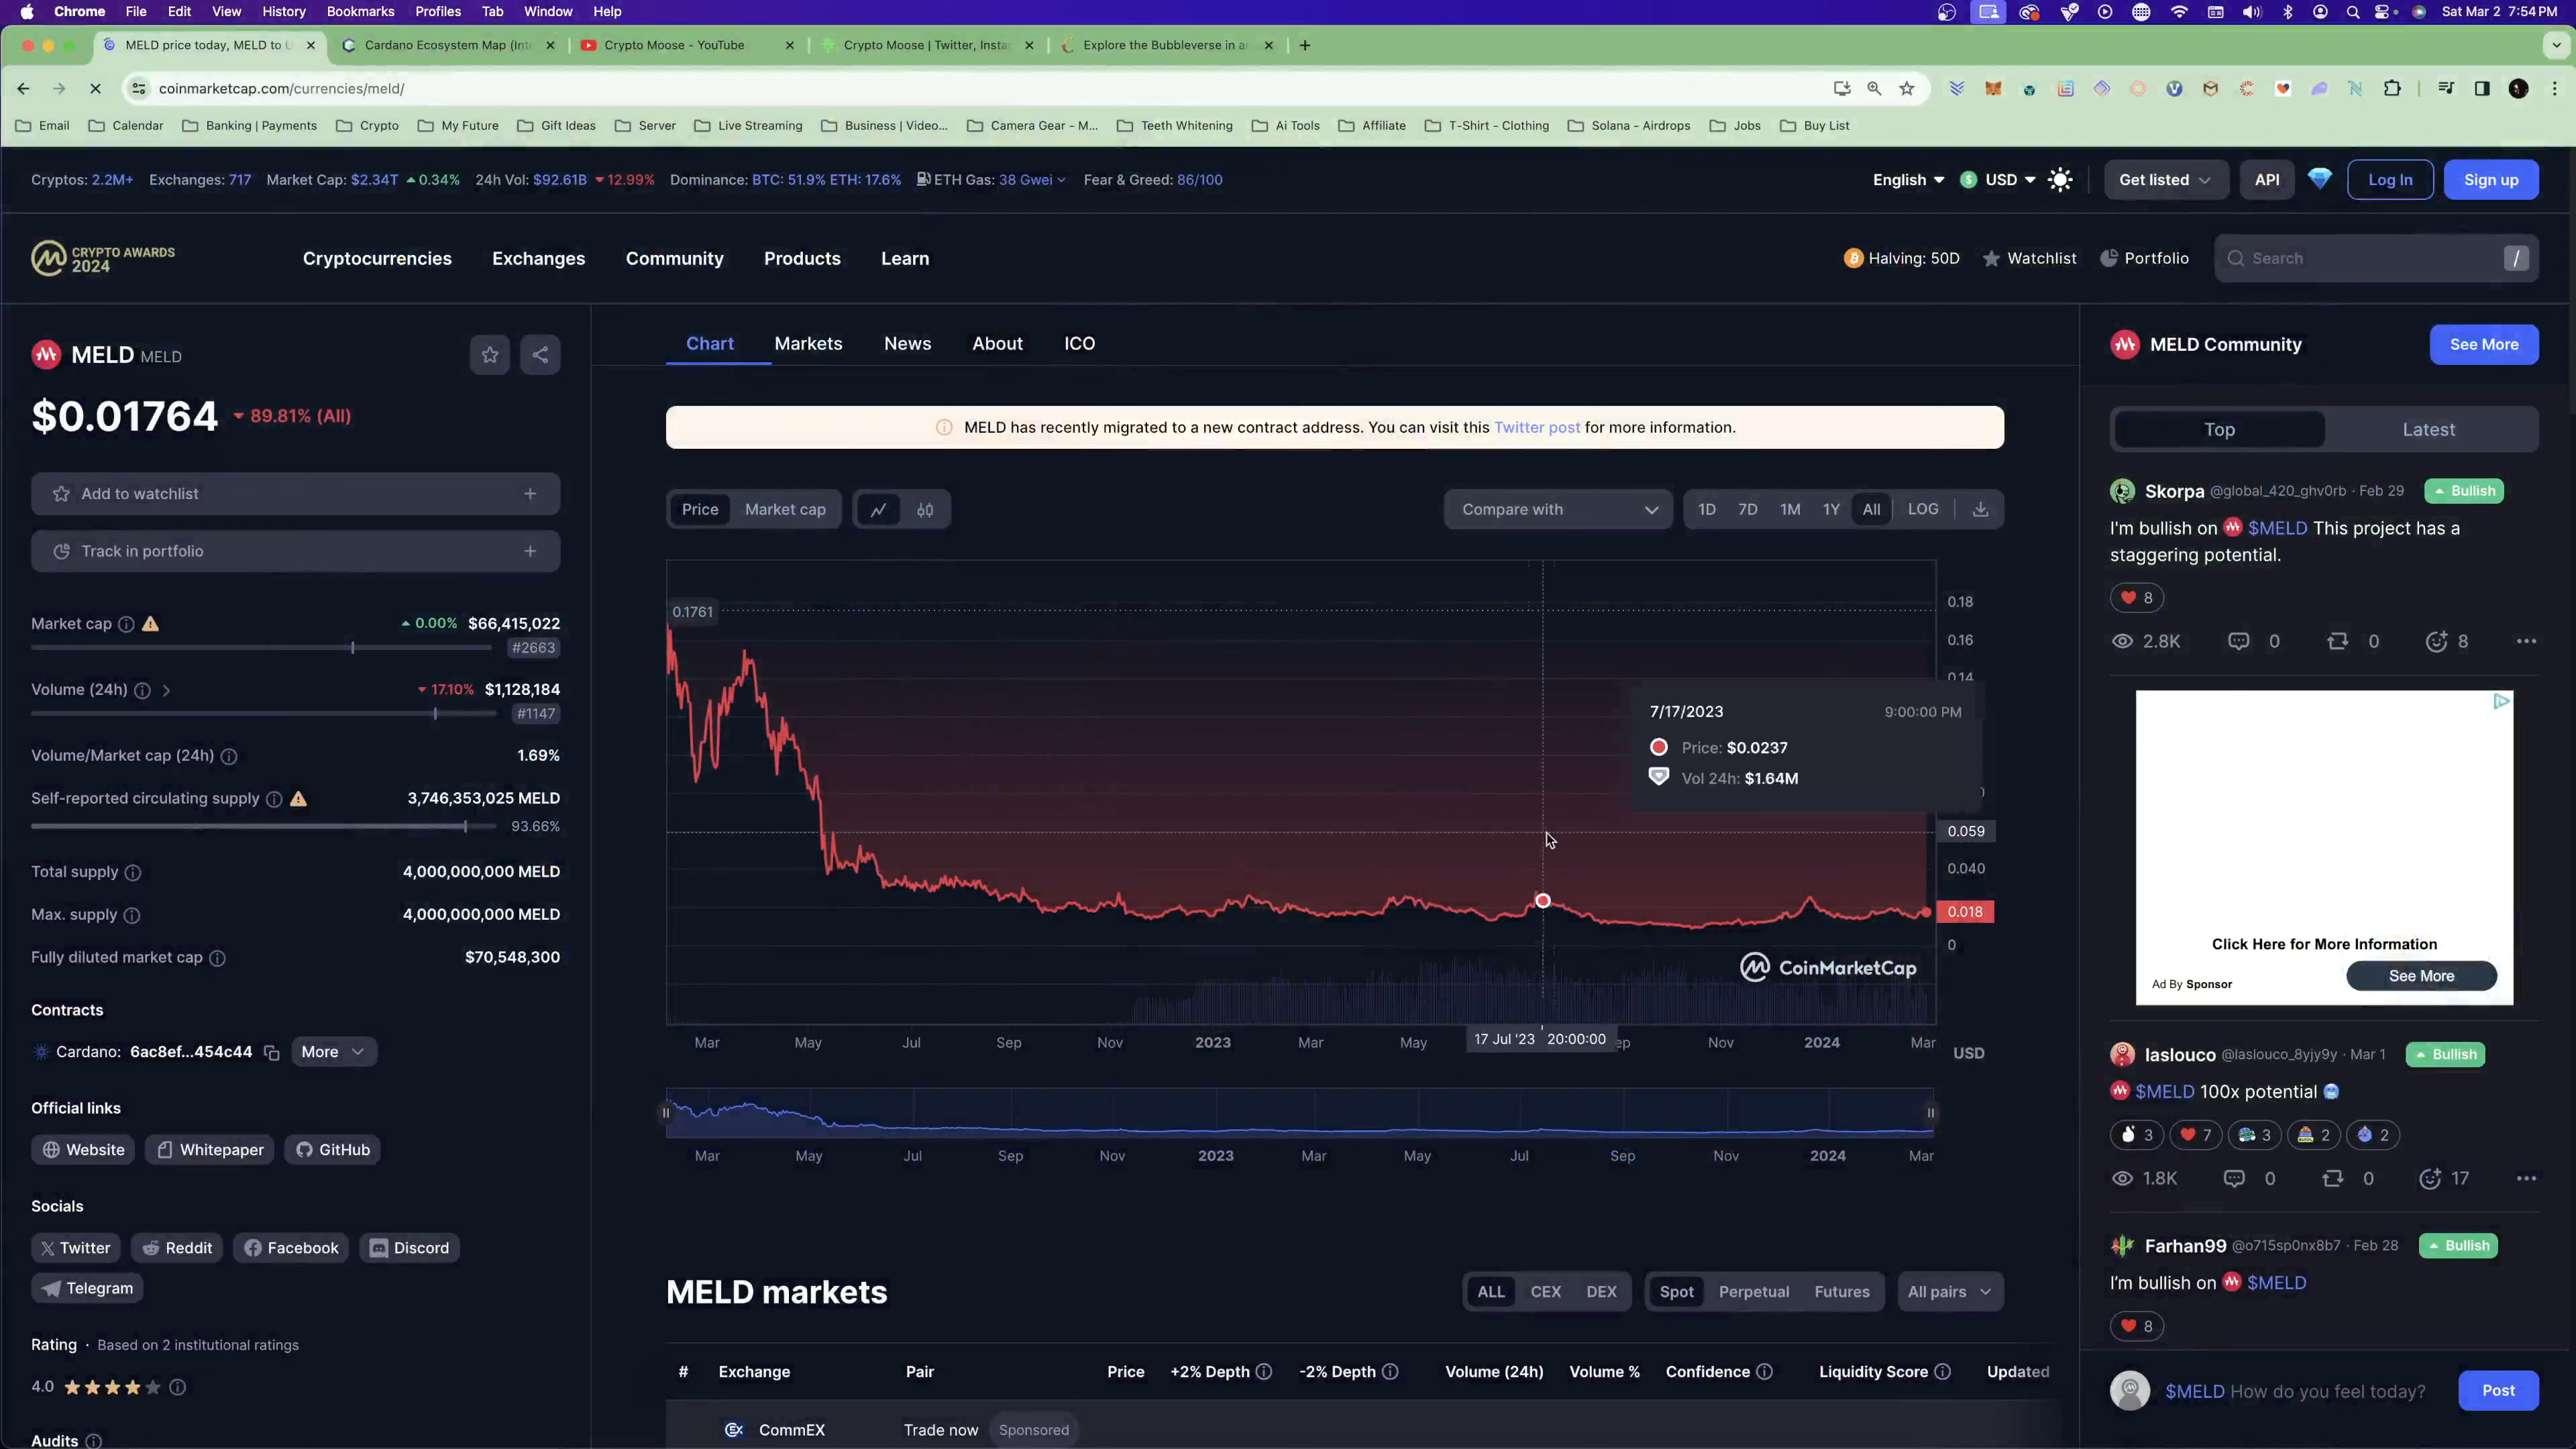 Chrome File Edit View History Bookmarks Profiles Tab Window Help Sat Mar 2 7:54 PM
MELD price today, MELD to U Cardano Ecosystem Map (Int Crypto Moose - YouTube Crypto Moose | Twitter, Insta Explore the Bubbleverse in a
coinmarketcap.com/currencies/meld/
Email Calendar Banking | Payments Crypto My Future Gift Ideas Server Live Streaming Business | Video... Camera Gear - M... Teeth Whitening Ai Tools Affiliate T-Shirt - Clothing Solana - Airdrops Jobs Buy List
Cryptos: 2.2M+ Exchanges: 717 Market Cap: $2.34T 0.34% 24h Vol: $92.61B 12.99% Dominance: BTC: 51.9% ETH: 17.6% ETH Gas: 38 Gwei Fear & Greed: 86/100 English USD Get listed API Log In Sign up
CRYPTO AWARDS
2024
Cryptocurrencies Exchanges Community Products Learn Halving: 50D Watchlist Portfolio Search /
MELD MELD
$0.01764 89.81% (All)
Add to watchlist +
Track in portfolio +
Market cap 0.00% $66,415,022
#2663
Volume (24h) 17.10% $1,128,184
#1147
Volume/Market cap (24h) 1.69%
Self-reported circulating supply 3,746,353,025 MELD
93.66%
Total supply 4,000,000,000 MELD
Max. supply 4,000,000,000 MELD
Fully diluted market cap $70,548,300
Contracts
Cardano: 6ac8ef...454c44 More
Official links
Website Whitepaper GitHub
Socials
Twitter Reddit Facebook Discord
Telegram
Rating · Based on 2 institutional ratings
4.0
Audits
Chart Markets News About ICO
MELD has recently migrated to a new contract address. You can visit this Twitter post for more information.
Price Market cap Compare with 1D 7D 1M 1Y All LOG
0.1761
0.18
0.16
0.14
7/17/2023 9:00:00 PM
Price: $0.0237
Vol 24h: $1.64M
0.059
0.040
0.018
0
CoinMarketCap
Mar May Jul Sep Nov 2023 Mar May 17 Jul '23 20:00:00 ep Nov 2024 Mar
USD
Mar May Jul Sep Nov 2023 Mar May Jul Sep Nov 2024 Mar
MELD markets ALL CEX DEX Spot Perpetual Futures All pairs
# Exchange Pair Price +2% Depth -2% Depth Volume (24h) Volume % Confidence Liquidity Score Updated
CommEX Trade now Sponsored
MELD Community See More
Top Latest
Skorpa @global_420_ghv0rb · Feb 29 Bullish
I'm bullish on $MELD This project has a
staggering potential.
8
2.8K 0 0 8
Click Here for More Information
Ad By Sponsor See More
laslouco @laslouco_8yjy9y · Mar 1 Bullish
$MELD 100x potential
3 7 3 2 2
1.8K 0 0 17
Farhan99 @o715sp0nx8b7 · Feb 28 Bullish
I'm bullish on $MELD
8
$MELD How do you feel today? Post